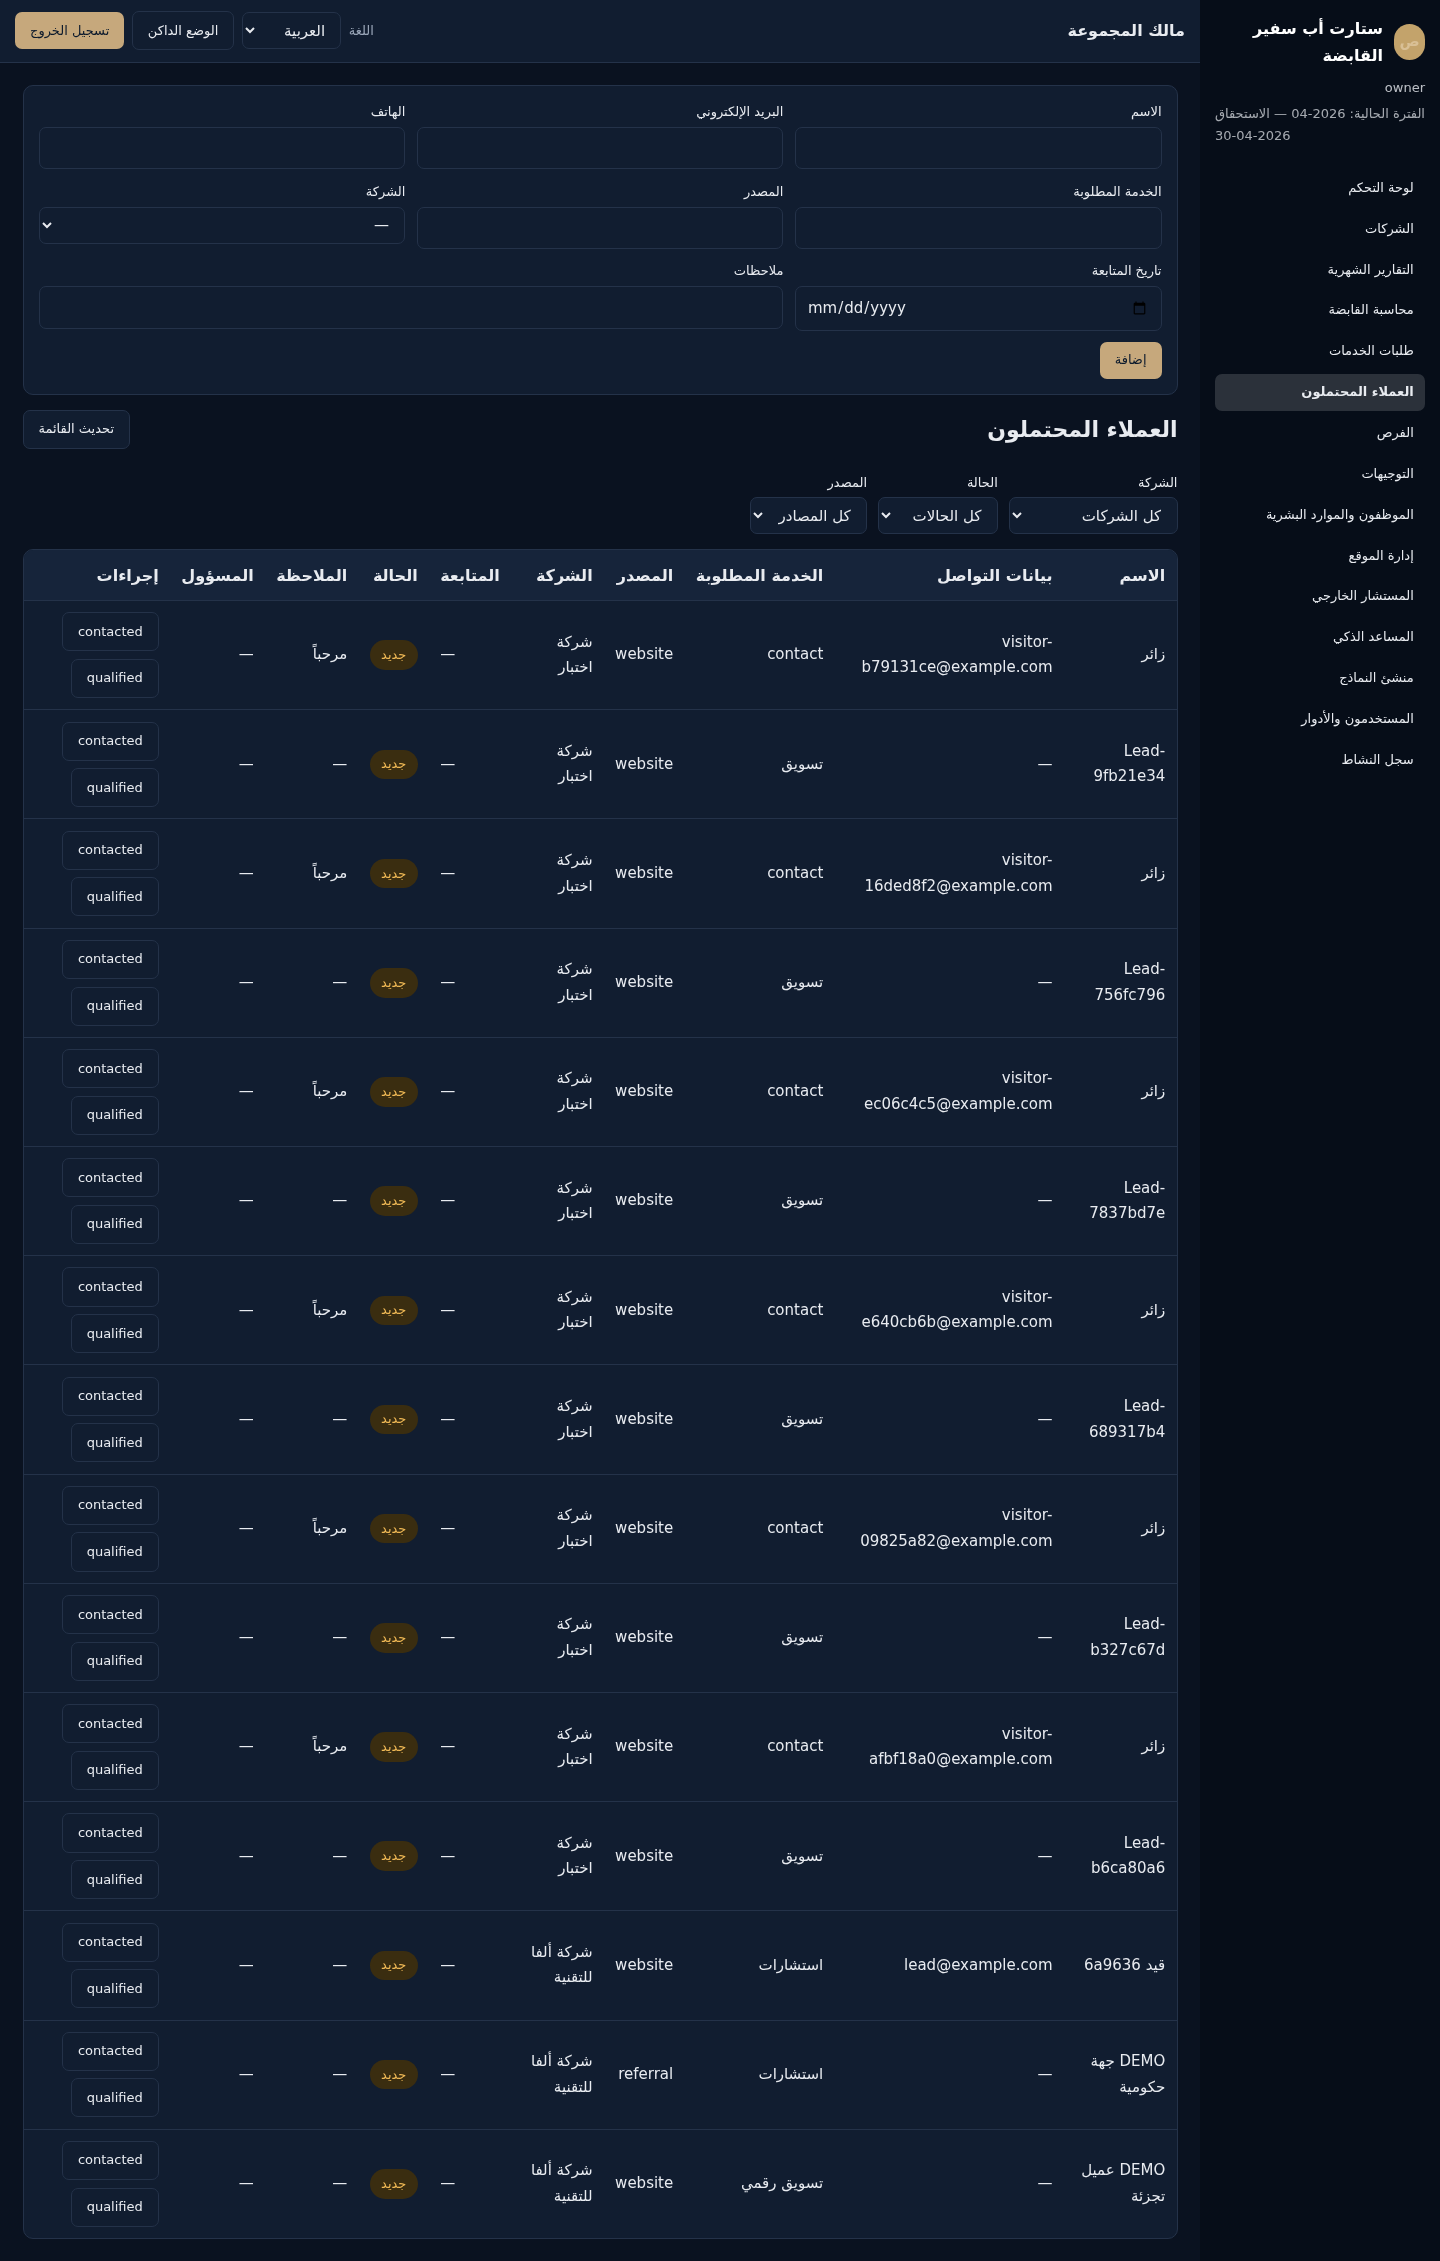 ص
ستارت أب سفير
القابضة
owner
الفترة الحالية: 2026-04 — الاستحقاق
2026-04-30
لوحة التحكم
الشركات
التقارير الشهرية
محاسبة القابضة
طلبات الخدمات
العملاء المحتملون
الفرص
التوجيهات
الموظفون والموارد البشرية
إدارة الموقع
المستشار الخارجي
المساعد الذكي
منشئ النماذج
المستخدمون والأدوار
سجل النشاط
مالك المجموعة
اللغة العربية الوضع الداكن تسجيل الخروج
الاسم البريد الإلكتروني الهاتف
الخدمة المطلوبة المصدر الشركة
—
تاريخ المتابعة ملاحظات
mm/dd/yyyy
إضافة
العملاء المحتملون تحديث القائمة
الشركة الحالة المصدر
كل الشركات كل الحالات كل المصادر
الاسم بيانات التواصل الخدمة المطلوبة المصدر الشركة المتابعة الحالة الملاحظة المسؤول إجراءات
زائر visitor-b79131ce@example.com contact website شركة اختبار — جديد مرحباً — contacted qualified
Lead-9fb21e34 — تسويق website شركة اختبار — جديد — — contacted qualified
زائر visitor-16ded8f2@example.com contact website شركة اختبار — جديد مرحباً — contacted qualified
Lead-756fc796 — تسويق website شركة اختبار — جديد — — contacted qualified
زائر visitor-ec06c4c5@example.com contact website شركة اختبار — جديد مرحباً — contacted qualified
Lead-7837bd7e — تسويق website شركة اختبار — جديد — — contacted qualified
زائر visitor-e640cb6b@example.com contact website شركة اختبار — جديد مرحباً — contacted qualified
Lead-689317b4 — تسويق website شركة اختبار — جديد — — contacted qualified
زائر visitor-09825a82@example.com contact website شركة اختبار — جديد مرحباً — contacted qualified
Lead-b327c67d — تسويق website شركة اختبار — جديد — — contacted qualified
زائر visitor-afbf18a0@example.com contact website شركة اختبار — جديد مرحباً — contacted qualified
Lead-b6ca80a6 — تسويق website شركة اختبار — جديد — — contacted qualified
قيد 6a9636 lead@example.com استشارات website شركة ألفا للتقنية — جديد — — contacted qualified
DEMO جهة حكومية — استشارات referral شركة ألفا للتقنية — جديد — — contacted qualified
DEMO عميل تجزئة — تسويق رقمي website شركة ألفا للتقنية — جديد — — contacted qualified